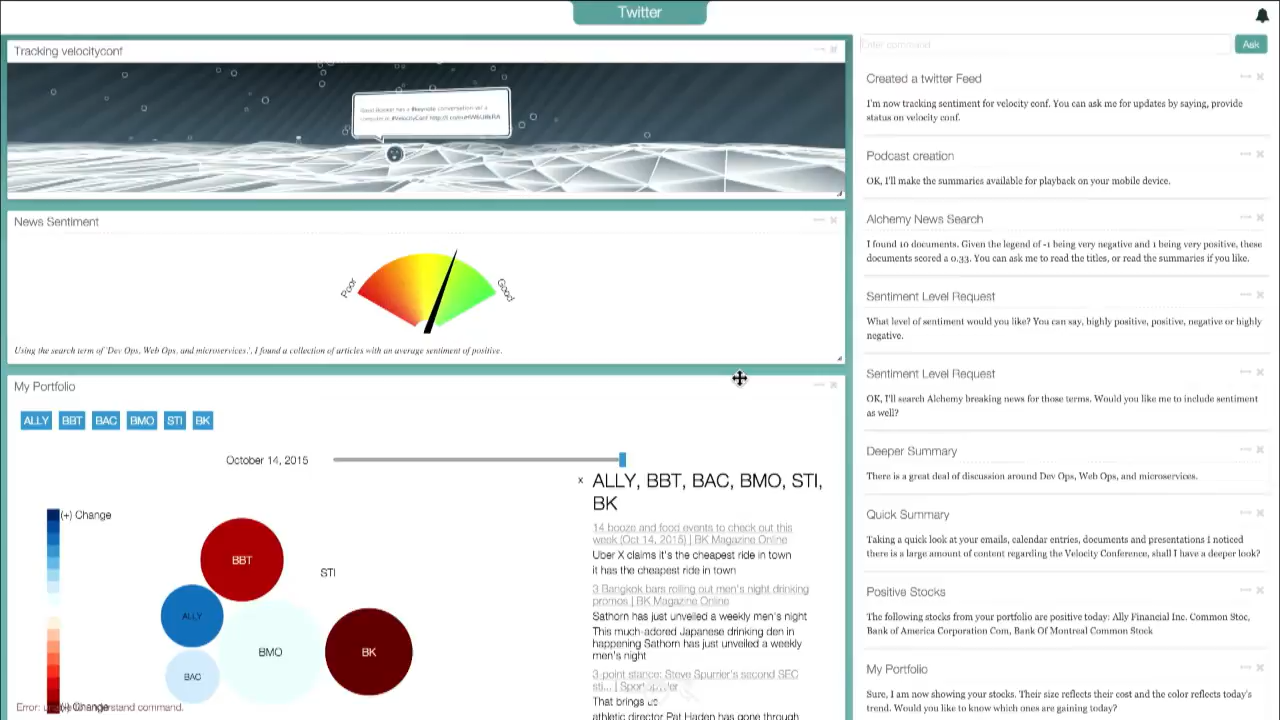 Twitter
Tracking velocityconf
computer at #VelocityConf
News Sentiment
Poor
Good
Using the search term of 'Dev Ops, Web Ops, and microservices.', I found a collection of articles with an average sentiment of positive.
My Portfolio
ALLY BBT BAC BMO STI BK
October 14, 2015
x
ALLY, BBT, BAC, BMO, STI,
BK
(+) Change
BBT
STI
ALLY
BMO
BK
BAC
Change
Error: understand command.
14 booze and food events to check out this
week (Oct 14, 2015) | BK Magazine Online
Uber X claims it's the cheapest ride in town
it has the cheapest ride in town
3 Bangkok bars rolling out men's night drinking
promos | BK Magazine Online
Sathorn has just unveiled a weekly men's night
This much-adored Japanese drinking den in
happening Sathorn has just unveiled a weekly
men's night
3-point stance: Steve Spurrier's second SEC
sti... |
That brings us
athletic director Pat Haden has gone through
Enter command
Ask
Created a twitter Feed
I'm now tracking sentiment for velocity conf. You can ask me for updates by saying, provide
status on velocity conf.
Podcast creation
OK, I'll make the summaries available for playback on your mobile device.
Alchemy News Search
I found 10 documents. Given the legend of -1 being very negative and 1 being very positive, these
documents scored a 0.33. You can ask me to read the titles, or read the summaries if you like.
Sentiment Level Request
What level of sentiment would you like? You can say, highly positive, positive, negative or highly
negative.
Sentiment Level Request
OK, I'll search Alchemy breaking news for those terms. Would you like me to include sentiment
as well?
Deeper Summary
There is a great deal of discussion around Dev Ops, Web Ops, and microservices.
Quick Summary
Taking a quick look at your emails, calendar entries, documents and presentations I noticed
there is a large amount of content regarding the Velocity Conference, shall I have a deeper look?
Positive Stocks
The following stocks from your portfolio are positive today: Ally Financial Inc. Common Stoc,
Bank of America Corporation Com, Bank Of Montreal Common Stock
My Portfolio
Sure, I am now showing your stocks. Their size reflects their cost and the color reflects today's
trend. Would you like to know which ones are gaining today?